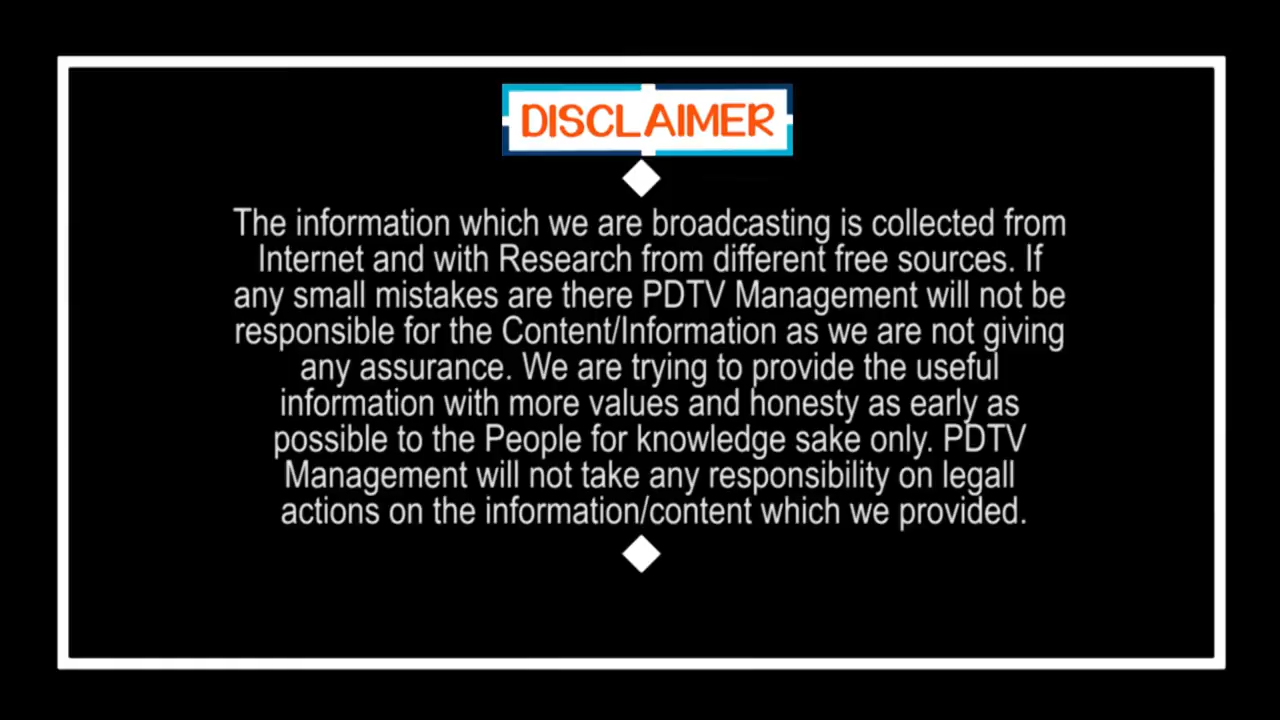 DISCLAIMER
The information which we are broadcasting is collected from
Internet and with Research from different free sources. If
any small mistakes are there PDTV Management will not be
responsible for the Content/Information as we are not giving
any assurance. We are trying to provide the useful
information with more values and honesty as early as
possible to the People for knowledge sake only. PDTV
Management will not take any responsibility on legall
actions on the information/content which we provided.